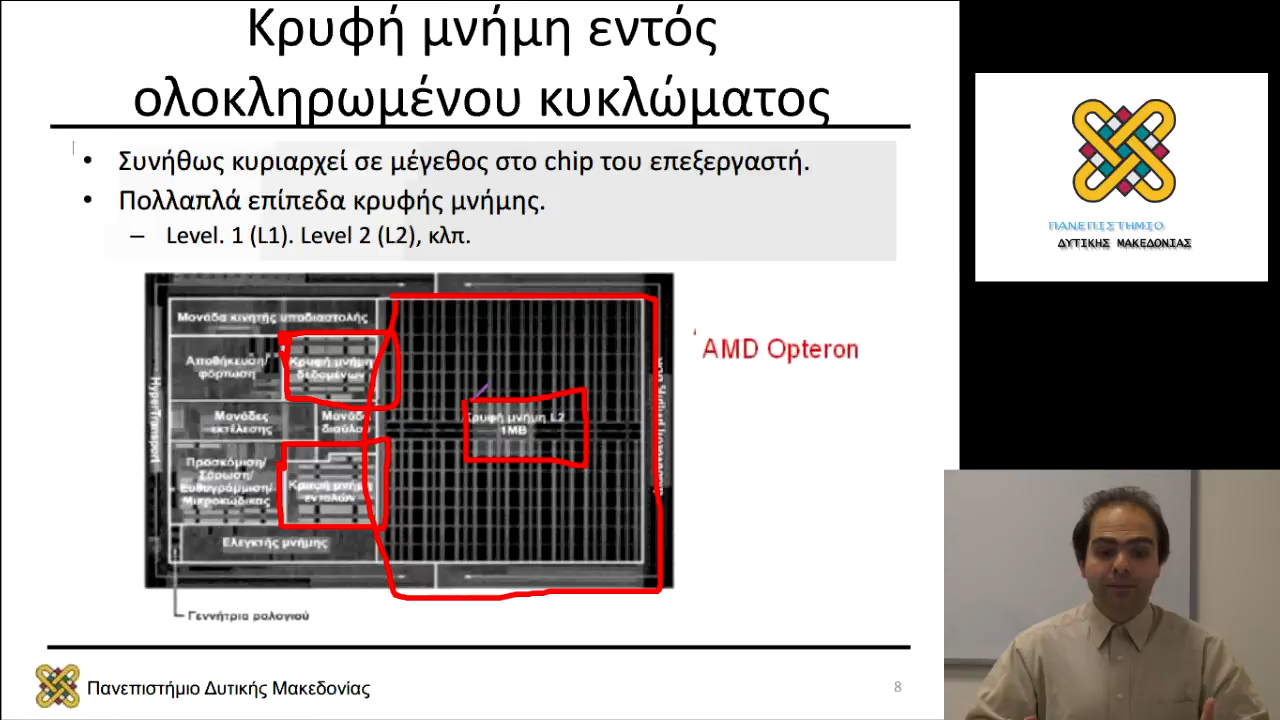 Κρυφή μνήμη εντός
ολοκληρωμένου κυκλώματος
• Συνήθως κυριαρχεί σε μέγεθος στο chip του επεξεργαστή.
• Πολλαπλά επίπεδα κρυφής μνήμης.
– Level. 1 (L1). Level 2 (L2), κλπ.
Μονάδα κινητής υποδιαστολής
Αποθήκευση/
φόρτωση
Κρυφή μνήμη
δεδομένων
Μονάδες
εκτέλεσης
Μονάδα
διαύλου
Κρυφή μνήμη L2
1MB
Προσκόμιση/
Σάρωση/
Ευθυγράμμιση/
Μικροκώδικας
Κρυφή μνήμη
εντολών
Ελεγκτής μνήμης
HyperTransport
Γεννήτρια ρολογιού
AMD Opteron
ΠΑΝΕΠΙΣΤΗΜΙΟ
ΔΥΤΙΚΗΣ ΜΑΚΕΔΟΝΙΑΣ
Πανεπιστήμιο Δυτικής Μακεδονίας
8